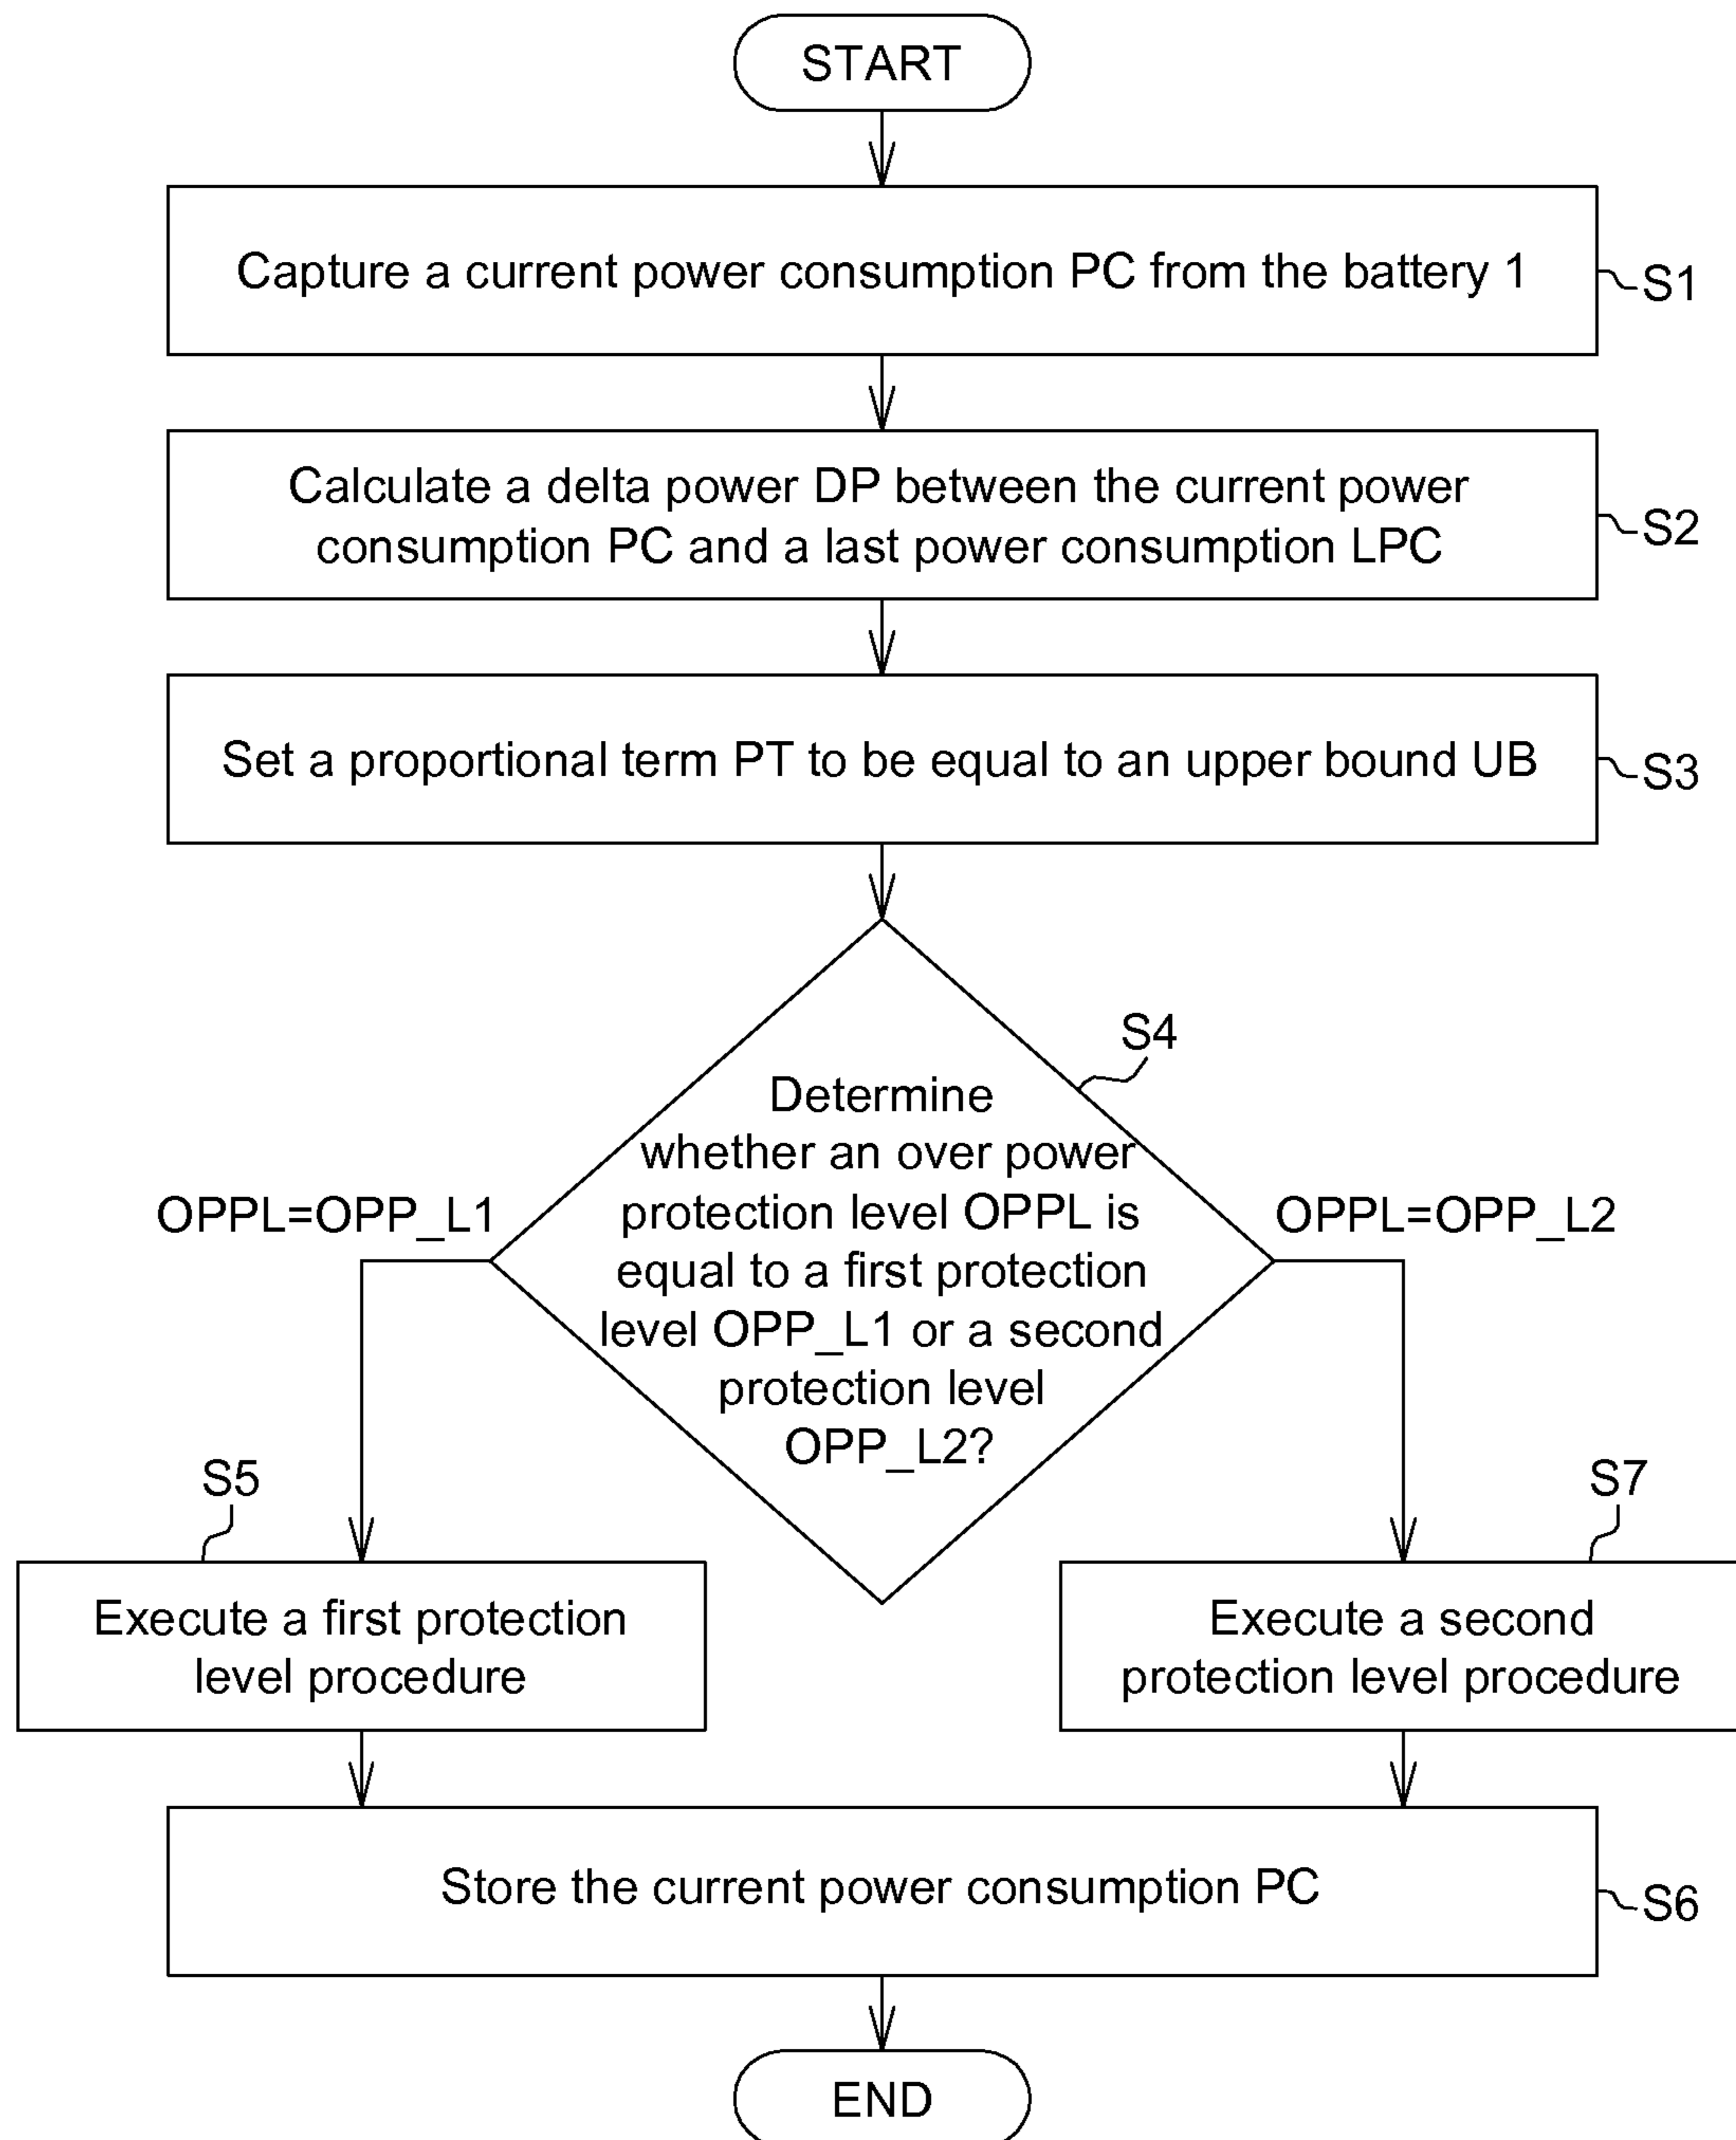 START
Capture a current power consumption PC from the battery 1
S1
Calculate a delta power DP between the current power
consumption PC and a last power consumption LPC
S2
Set a proportional term PT to be equal to an upper bound UB
S3
S4
Determine
whether an over power
protection level OPPL is
equal to a first protection
level OPP_L1 or a second
protection level
OPP_L2?
OPPL=OPP_L1
OPPL=OPP_L2
S5
Execute a first protection
level procedure
S7
Execute a second
protection level procedure
Store the current power consumption PC
S6
END